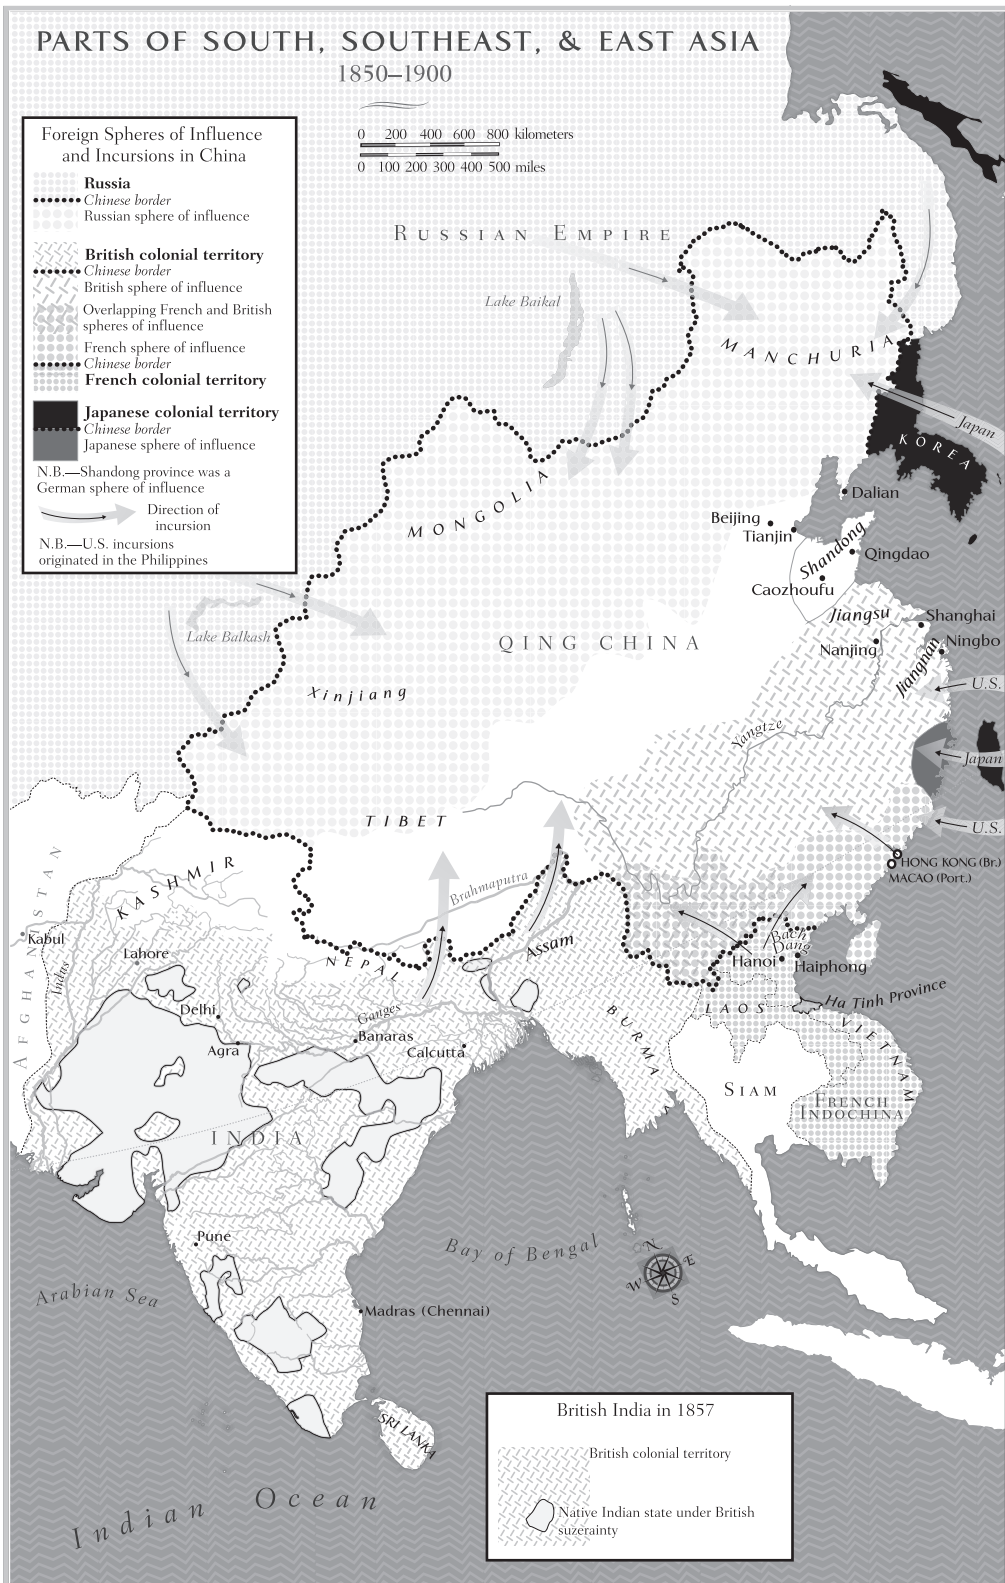 PARTS OF SOUTH, SOUTHEAST, & EAST ASIA
1850–1900
0 200 400 600 800 kilometers
0 100 200 300 400 500 miles
Foreign Spheres of Influence
and Incursions in China
Russia
Chinese border
Russian sphere of influence
British colonial territory
Chinese border
British sphere of influence
Overlapping French and British
spheres of influence
French sphere of influence
Chinese border
French colonial territory
Japanese colonial territory
Chinese border
Japanese sphere of influence
N.B.—Shandong province was a
German sphere of influence
Direction of
incursion
N.B.—U.S. incursions
originated in the Philippines
RUSSIAN EMPIRE
Lake Baikal
MANCHURIA
Japan
KOREA
MONGOLIA
Dalian
Beijing
Tianjin
Shandong
Qingdao
Caozhoufu
Lake Balkash
Jiangsu
Shanghai
QING CHINA
Nanjing
Ningbo
Jiangnan
U.S.
Xinjiang
Yangtze
Japan
TIBET
U.S.
HONG KONG (Br.)
MACAO (Port.)
KASHMIR
Brahmaputra
AFGHANISTAN
Kabul
Indus
Lahore
NEPAL
Assam
Bach
Dang
Hanoi
Haiphong
Ha Tinh Province
Delhi
Ganges
Banaras
Agra
Calcutta
BURMA
LAOS
VIETNAM
SIAM
FRENCH
INDOCHINA
INDIA
Pune
Bay of Bengal
N
E
W
S
Arabian Sea
Madras (Chennai)
SRI LANKA
Indian Ocean
British India in 1857
British colonial territory
Native Indian state under British
suzerainty